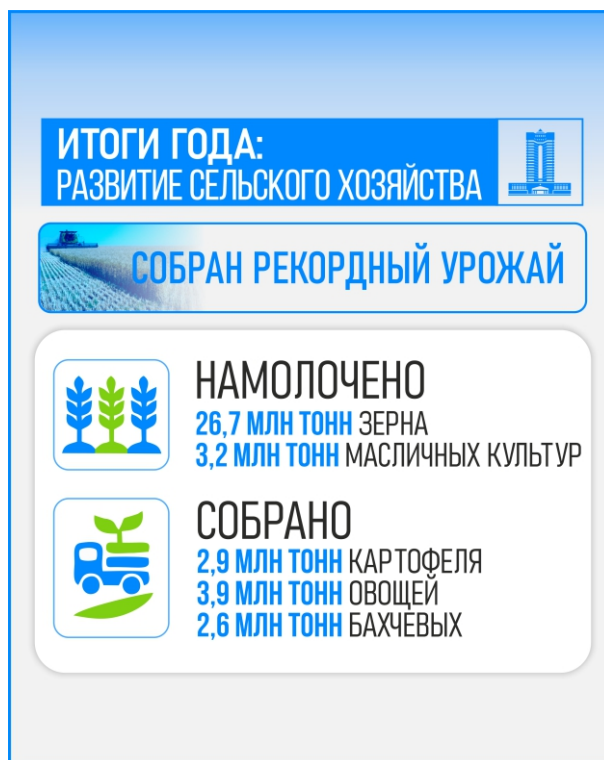 ИТОГИ ГОДА:
РАЗВИТИЕ СЕЛЬСКОГО ХОЗЯЙСТВА
СОБРАН РЕКОРДНЫЙ УРОЖАЙ
НАМОЛОЧЕНО
26,7 МЛН ТОНН ЗЕРНА
3,2 МЛН ТОНН МАСЛИЧНЫХ КУЛЬТУР
СОБРАНО
2,9 МЛН ТОНН КАРТОФЕЛЯ
3,9 МЛН ТОНН ОВОЩЕЙ
2,6 МЛН ТОНН БАХЧЕВЫХ